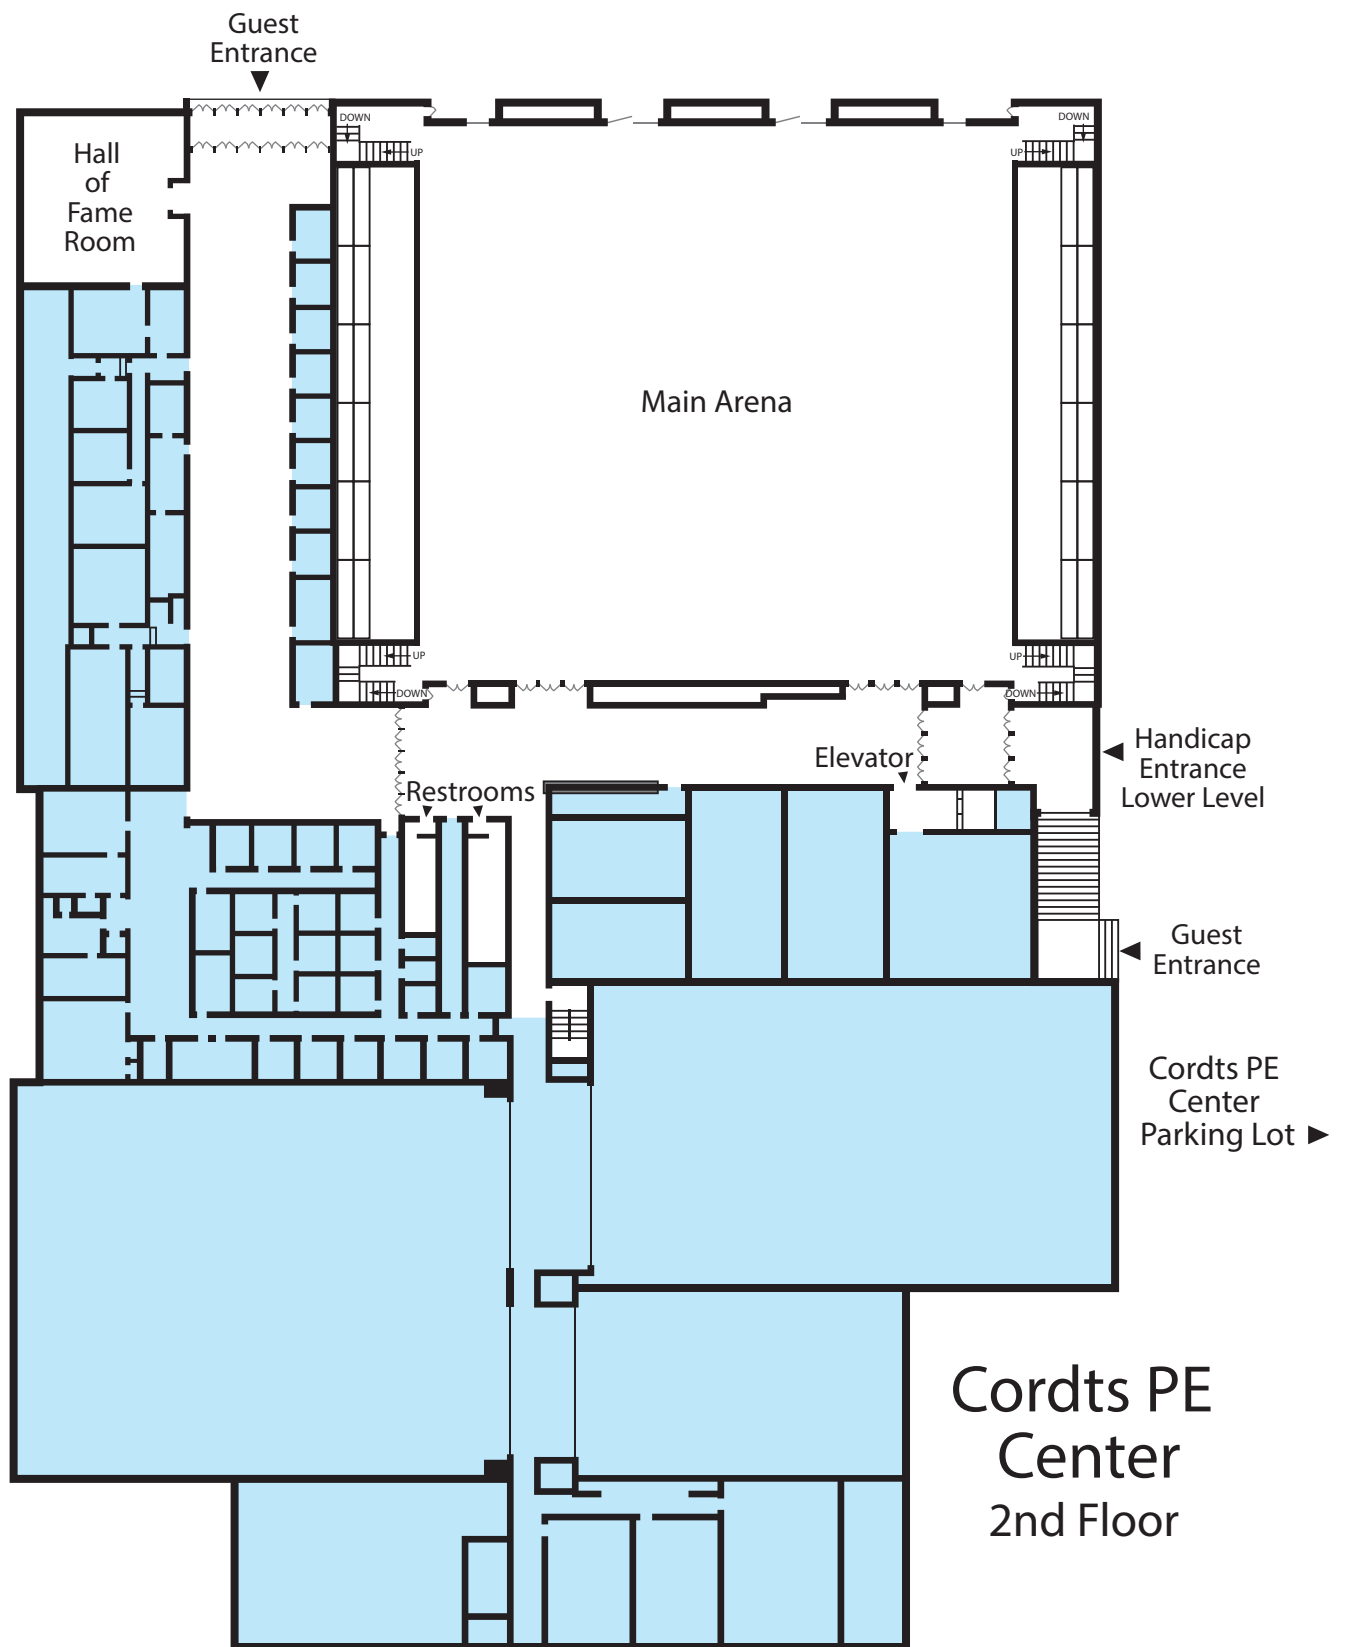 Guest
Entrance
DOWN
UP
DOWN
UP
Hall
of
Fame
Room
Main Arena
UP
DOWN
UP
DOWN
Elevator
Restrooms
Handicap
Entrance
Lower Level
Guest
Entrance
Cordts PE
Center
Parking Lot
Cordts PE
Center
2nd Floor